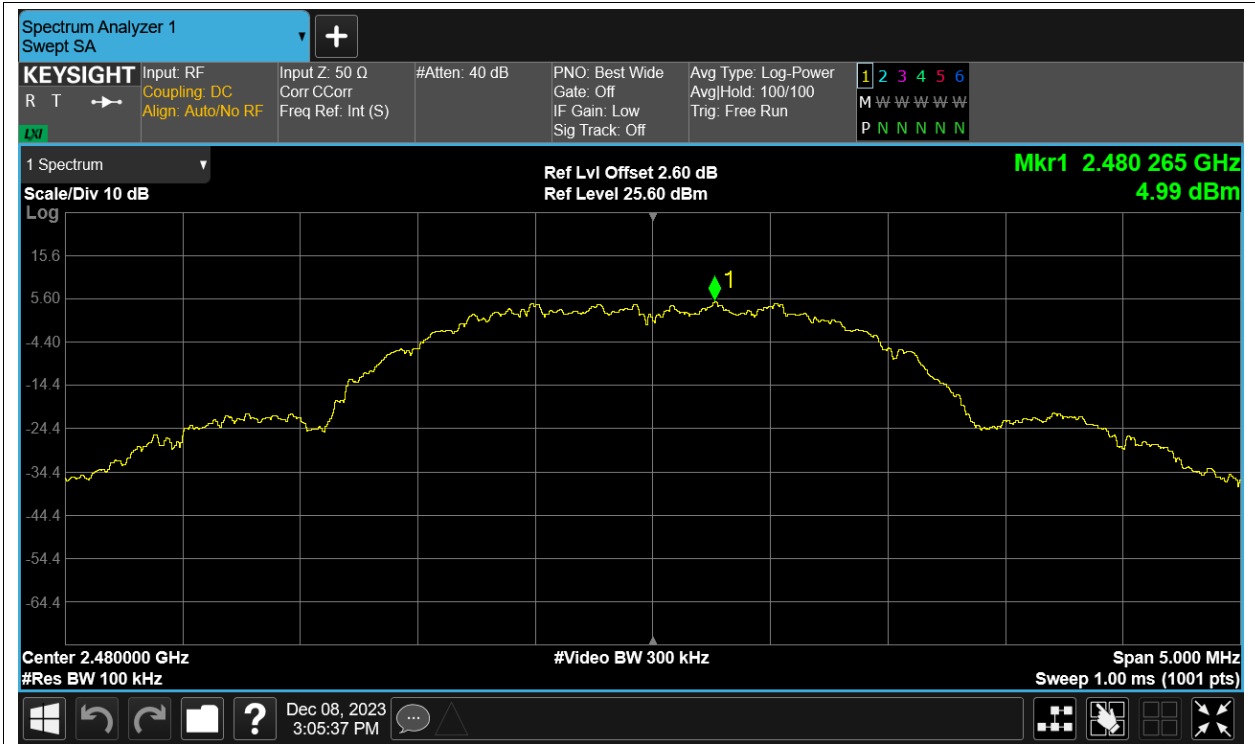 Spectrum Analyzer 1
Swept SA
KEYSIGHT
R T
LXI
Input: RF
Coupling: DC
Align: Auto/No RF
Input Z: 50 Ω
Corr CCorr
Freq Ref: Int (S)
#Atten: 40 dB
PNO: Best Wide
Gate: Off
IF Gain: Low
Sig Track: Off
Avg Type: Log-Power
Avg|Hold: 100/100
Trig: Free Run
1 2 3 4 5 6
M W W W W W
P N N N N N
1 Spectrum
Scale/Div 10 dB
Log
Ref Lvl Offset 2.60 dB
Ref Level 25.60 dBm
Mkr1 2.480 265 GHz
4.99 dBm
15.6
5.60
-4.40
-14.4
-24.4
-34.4
-44.4
-54.4
-64.4
1
Center 2.480000 GHz
#Res BW 100 kHz
#Video BW 300 kHz
Span 5.000 MHz
Sweep 1.00 ms (1001 pts)
?
Dec 08, 2023
3:05:37 PM